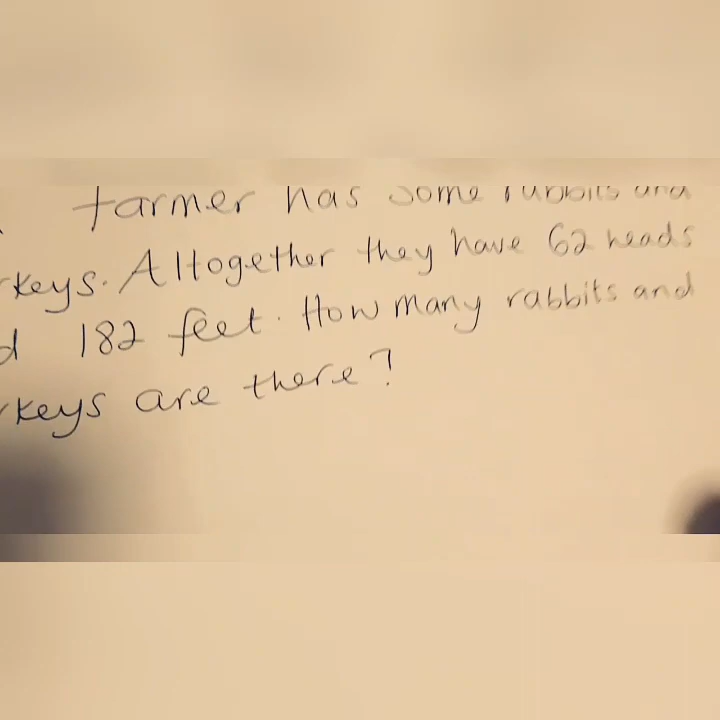 farmer has some rabbits and
rkeys. Altogether they have 62 heads
d 182 feet. How many rabbits and
rkeys are there?